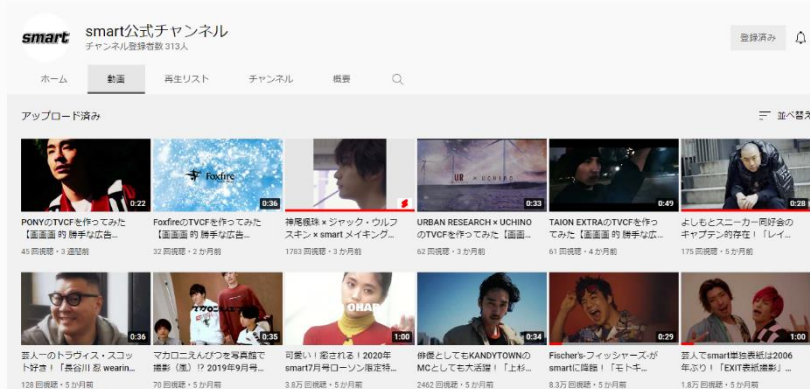 smart
smart公式チャンネル
チャンネル登録者数 313人
登録済み
ホーム
動画
再生リスト
チャンネル
概要
アップロード済み
並べ替え
Foxfire
UR × UCHINO
0:22
0:36
0:33
0:49
0:28
PONYのTVCFを作ってみた
【画画画 的 勝手な広告...
45 回視聴・3 週間前
FoxfireのTVCFを作ってみた
【画画画 的 勝手な広告...
32 回視聴・2 か月前
神尾楓珠 × ジャック・ウルフ
スキン × smart メイキング...
1783 回視聴・3 か月前
URBAN RESEARCH × UCHINO
のTVCFを作ってみた【画画...
62 回視聴・3 か月前
TAION EXTRAのTVCFを作っ
てみた【画画画 的 勝手な広...
61 回視聴・4 か月前
よしもとスニーカー同好会の
キャプテン的存在！「レイ...
175 回視聴・5 か月前
マカロニえんぴつ
OHAP
0:36
0:35
1:00
0:34
0:29
1:00
芸人一のトラヴィス・スコッ
ト好き！「長谷川 忍 wearin...
128 回視聴・5 か月前
マカロニえんぴつを写真館で
撮影（風）!? 2019年9月号...
70 回視聴・5 か月前
可愛い！癒される！2020年
smart7月号ローソン限定特...
3.8万 回視聴・5 か月前
俳優としてもKANDYTOWNの
MCとしても大活躍！「上杉...
2462 回視聴・5 か月前
Fischer's-フィッシャーズ-が
smartに降臨！「モトキ...
8.3万 回視聴・5 か月前
芸人でsmart単独表紙は2006
年ぶり！「EXIT表紙撮影」...
1.8万 回視聴・5 か月前